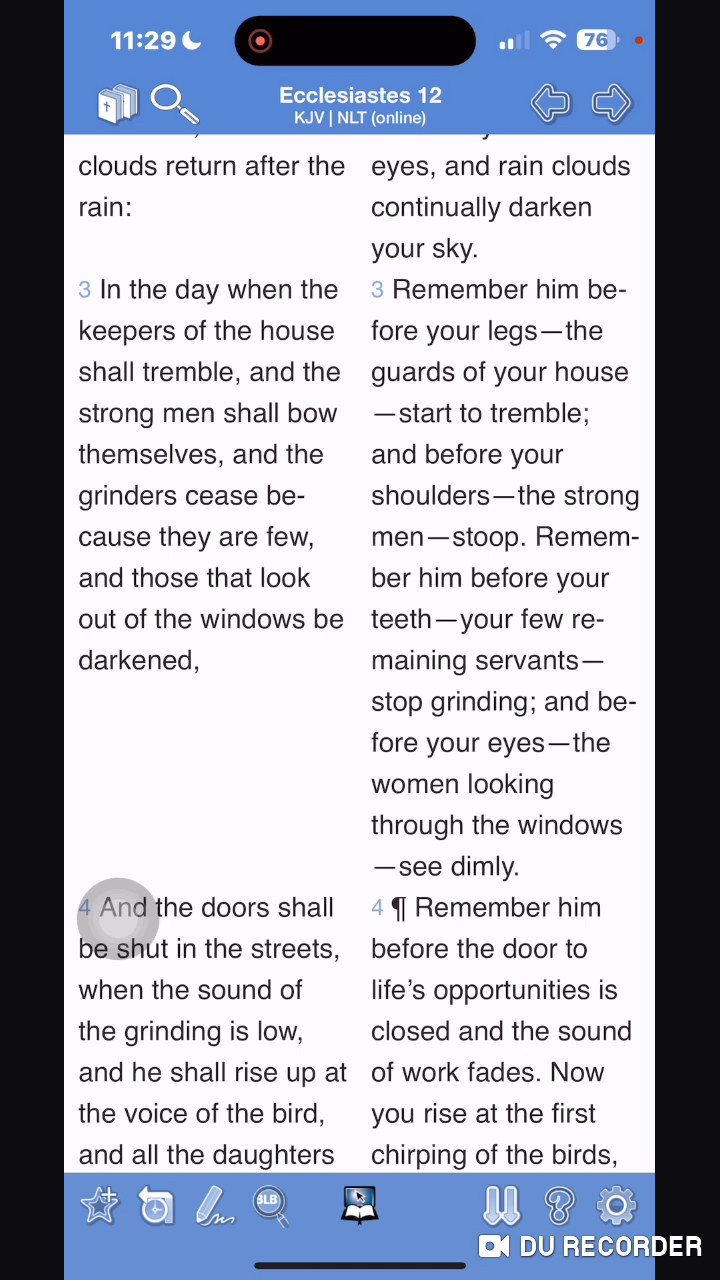 11:29
76
Ecclesiastes 12
KJV | NLT (online)
clouds return after the
rain:
3 In the day when the
keepers of the house
shall tremble, and the
strong men shall bow
themselves, and the
grinders cease be-
cause they are few,
and those that look
out of the windows be
darkened,
4 And the doors shall
be shut in the streets,
when the sound of
the grinding is low,
and he shall rise up at
the voice of the bird,
and all the daughters
eyes, and rain clouds
continually darken
your sky.
3 Remember him be-
fore your legs—the
guards of your house
—start to tremble;
and before your
shoulders—the strong
men—stoop. Remem-
ber him before your
teeth—your few re-
maining servants—
stop grinding; and be-
fore your eyes—the
women looking
through the windows
—see dimly.
4 ¶ Remember him
before the door to
life’s opportunities is
closed and the sound
of work fades. Now
you rise at the first
chirping of the birds,
BLB
DU RECORDER